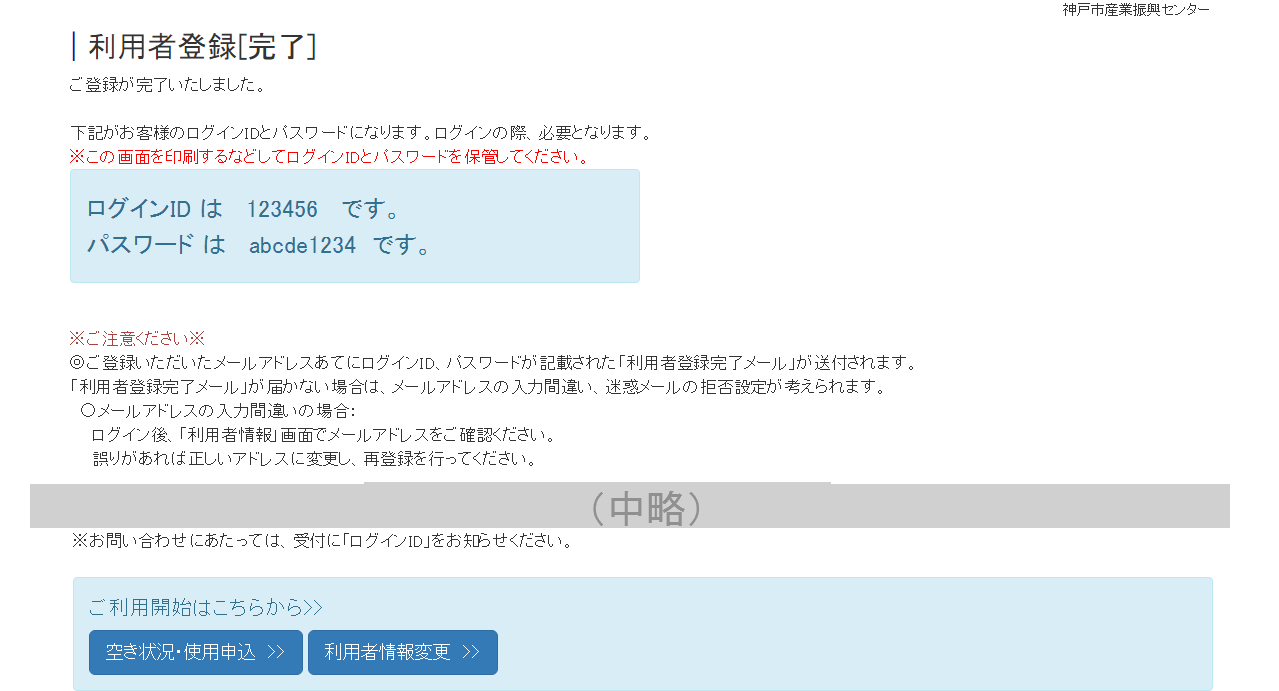 神戸市産業振興センター
利用者登録[完了]
ご登録が完了いたしました。
下記がお客様のログインIDとパスワードになります。ログインの際、必要となります。
※この画面を印刷するなどしてログインIDとパスワードを保管してください。
ログインID は 123456 です。
パスワード は abcde1234 です。
※ご注意ください※
◎ご登録いただいたメールアドレスあてにログインID、パスワードが記載された「利用者登録完了メール」が送付されます。
「利用者登録完了メール」が届かない場合は、メールアドレスの入力間違い、迷惑メールの拒否設定が考えられます。
○メールアドレスの入力間違いの場合：
ログイン後、「利用者情報」画面でメールアドレスをご確認ください。
誤りがあれば正しいアドレスに変更し、再登録を行ってください。
（中略）
※お問い合わせにあたっては、受付に「ログインID」をお知らせください。
ご利用開始はこちらから>>
空き状況・使用申込 >> 利用者情報変更 >>